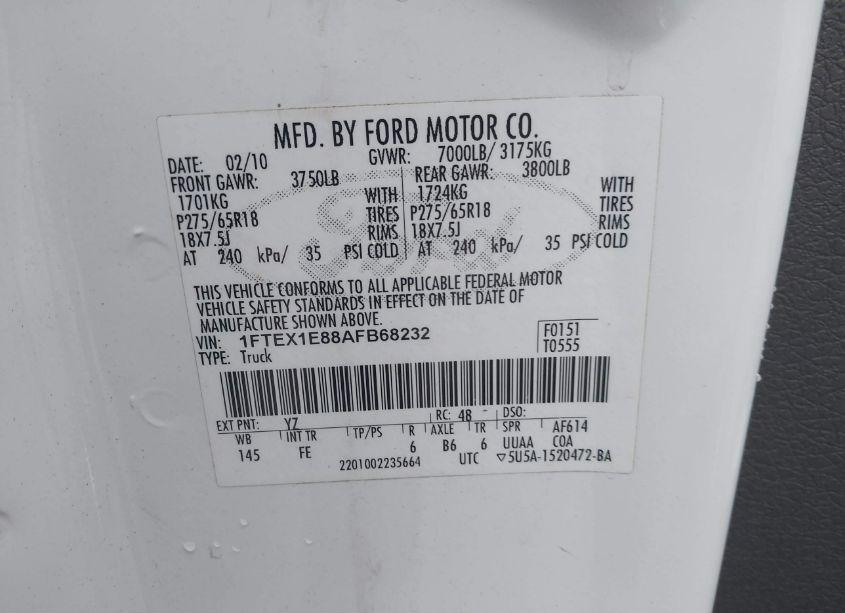 MFD. BY FORD MOTOR CO.
DATE: 02/10 GVWR: 7000LB/ 3175KG
FRONT GAWR: 3750LB REAR GAWR: 3800LB
1701KG WITH 1724KG WITH
P275/65R18 TIRES P275/65R18 TIRES
18X7.5J RIMS 18X7.5J RIMS
AT 240 kPa/ 35 PSI COLD AT 240 kPa/ 35 PSI COLD
THIS VEHICLE CONFORMS TO ALL APPLICABLE FEDERAL MOTOR
VEHICLE SAFETY STANDARDS IN EFFECT ON THE DATE OF
MANUFACTURE SHOWN ABOVE.
VIN: 1FTEX1E88AFB68232 F0151
TYPE: Truck T0555
EXT PNT: YZ RC: 48 DSO:
WB INT TR TP/PS R AXLE TR SPR AF614
145 FE 6 B6 6 UUAA COA
2201002235664 UTC ▽5U5A-1520472-BA